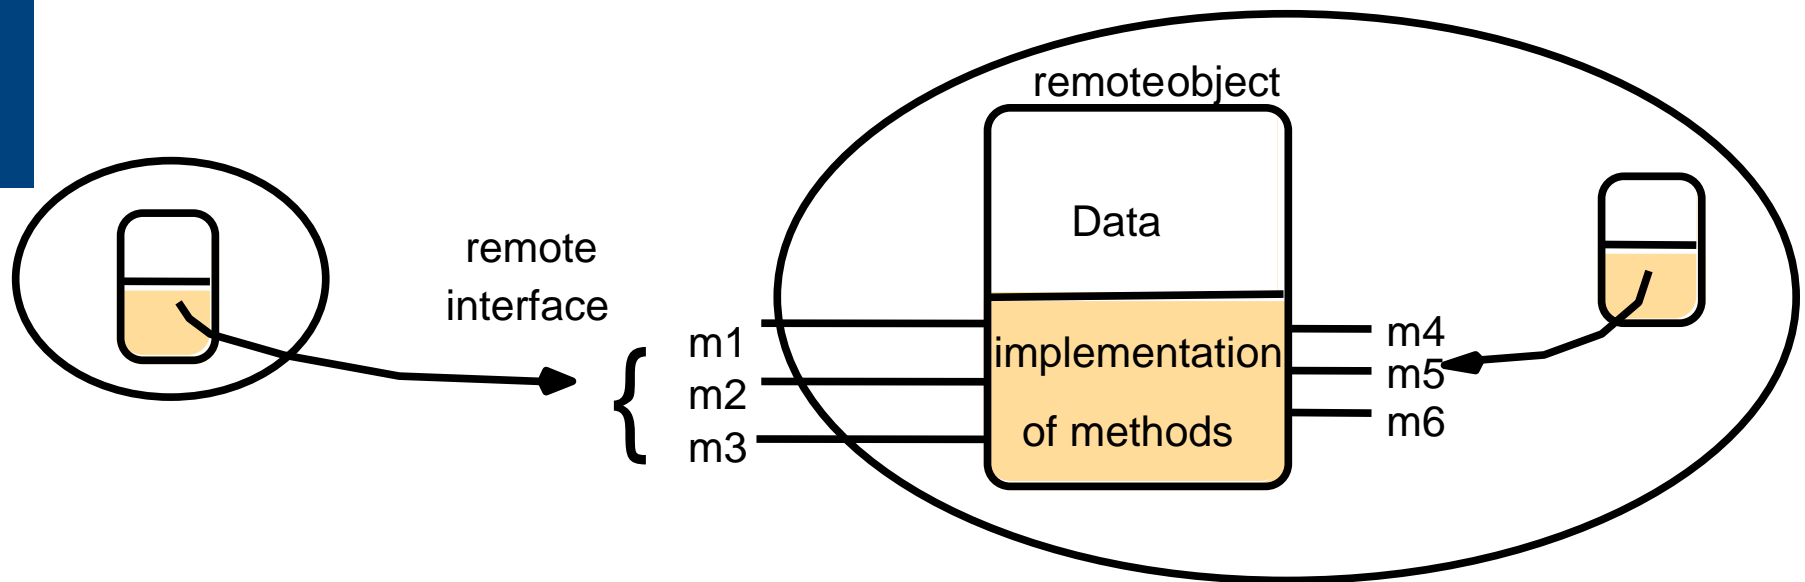 remoteobject
Data
remote
interface
{
m1
m2
m3
implementation
of methods
m4
m5
m6